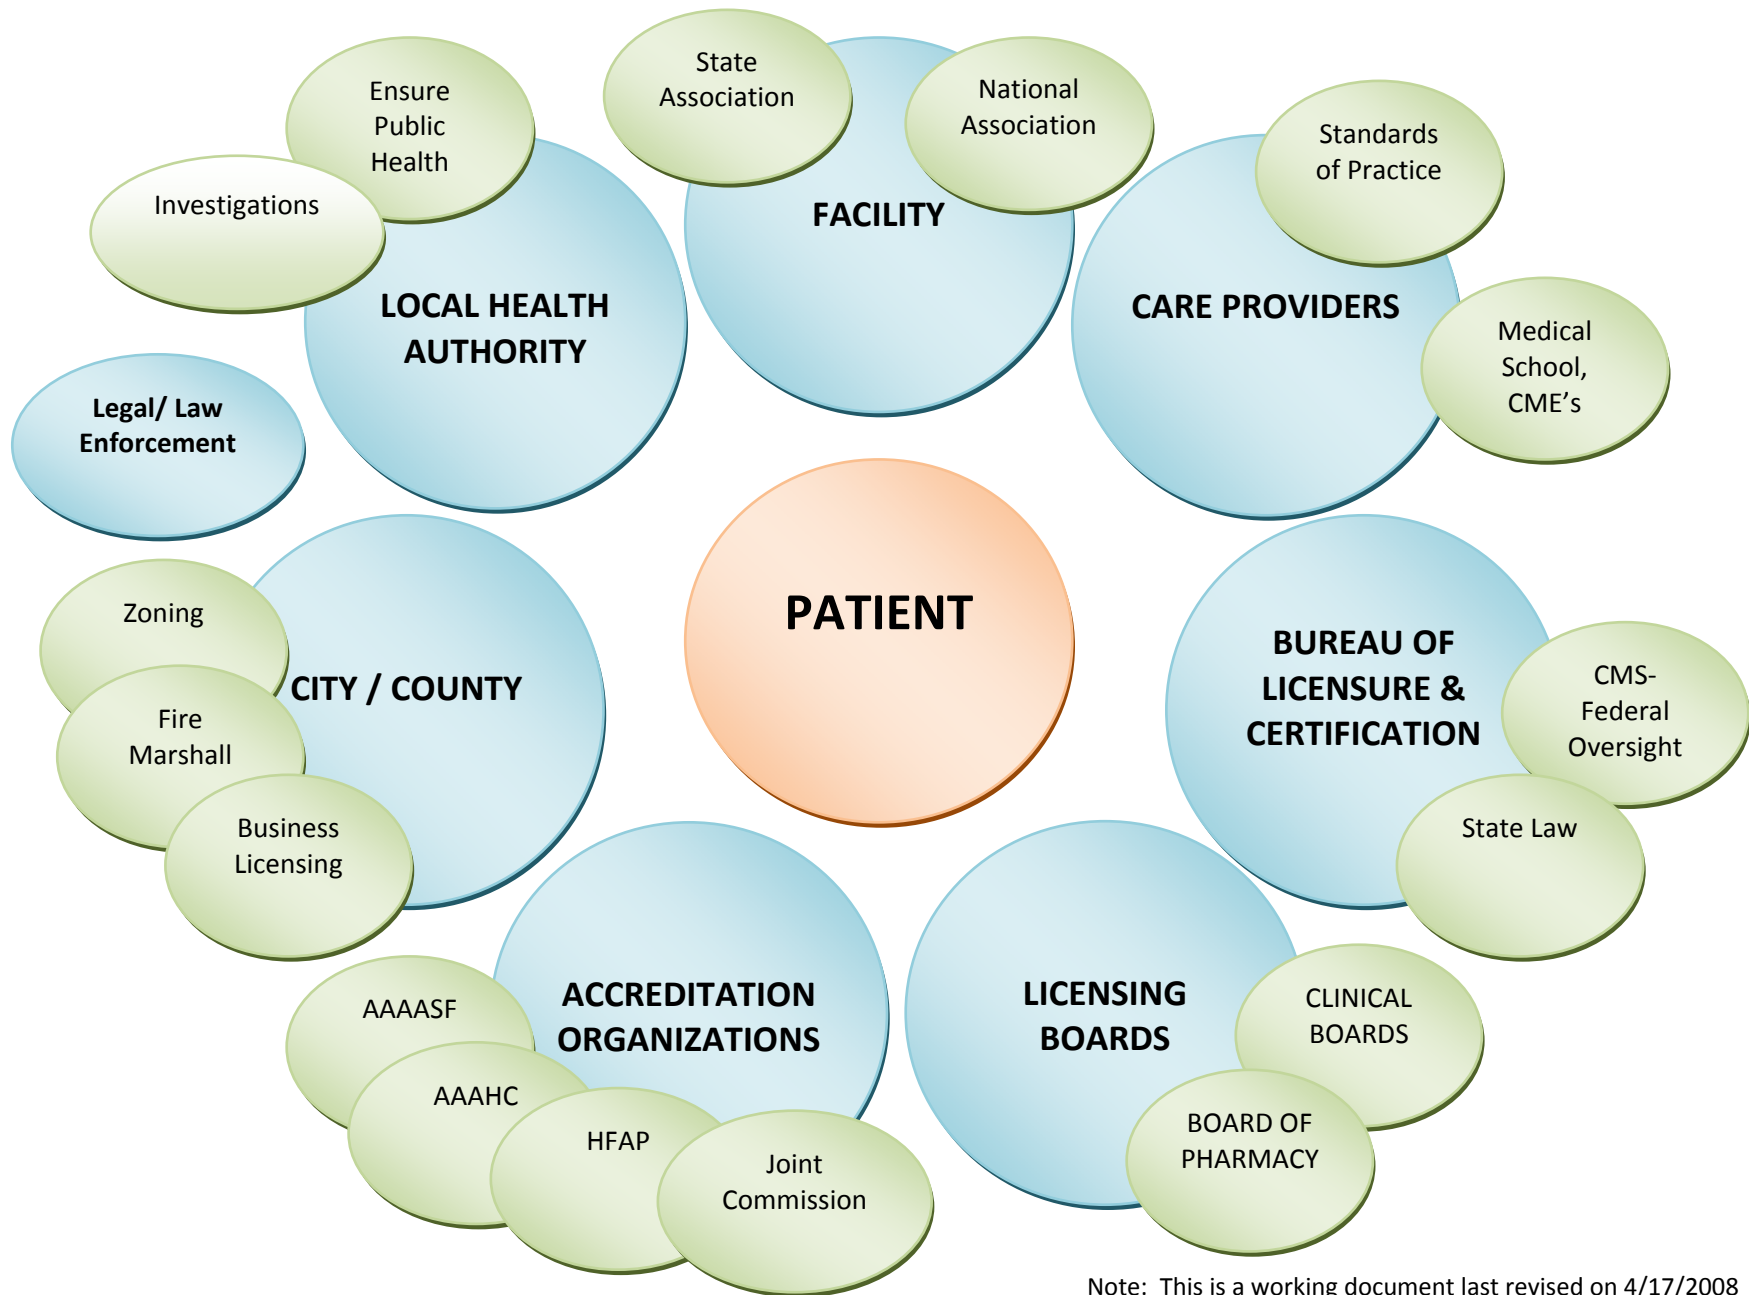 Ensure
Public
Health
State
Association
National
Association
Standards
of Practice
Investigations
FACILITY
LOCAL HEALTH
AUTHORITY
CARE PROVIDERS
Medical
School,
CME’s
Legal/ Law
Enforcement
PATIENT
Zoning
CITY / COUNTY
Fire
Marshall
Business
Licensing
BUREAU OF
LICENSURE &
CERTIFICATION
CMS-
Federal
Oversight
State Law
ACCREDITATION
ORGANIZATIONS
AAAASF
AAAHC
HFAP
Joint
Commission
LICENSING
BOARDS
CLINICAL
BOARDS
BOARD OF
PHARMACY
Note:  This is a working document last revised on 4/17/2008